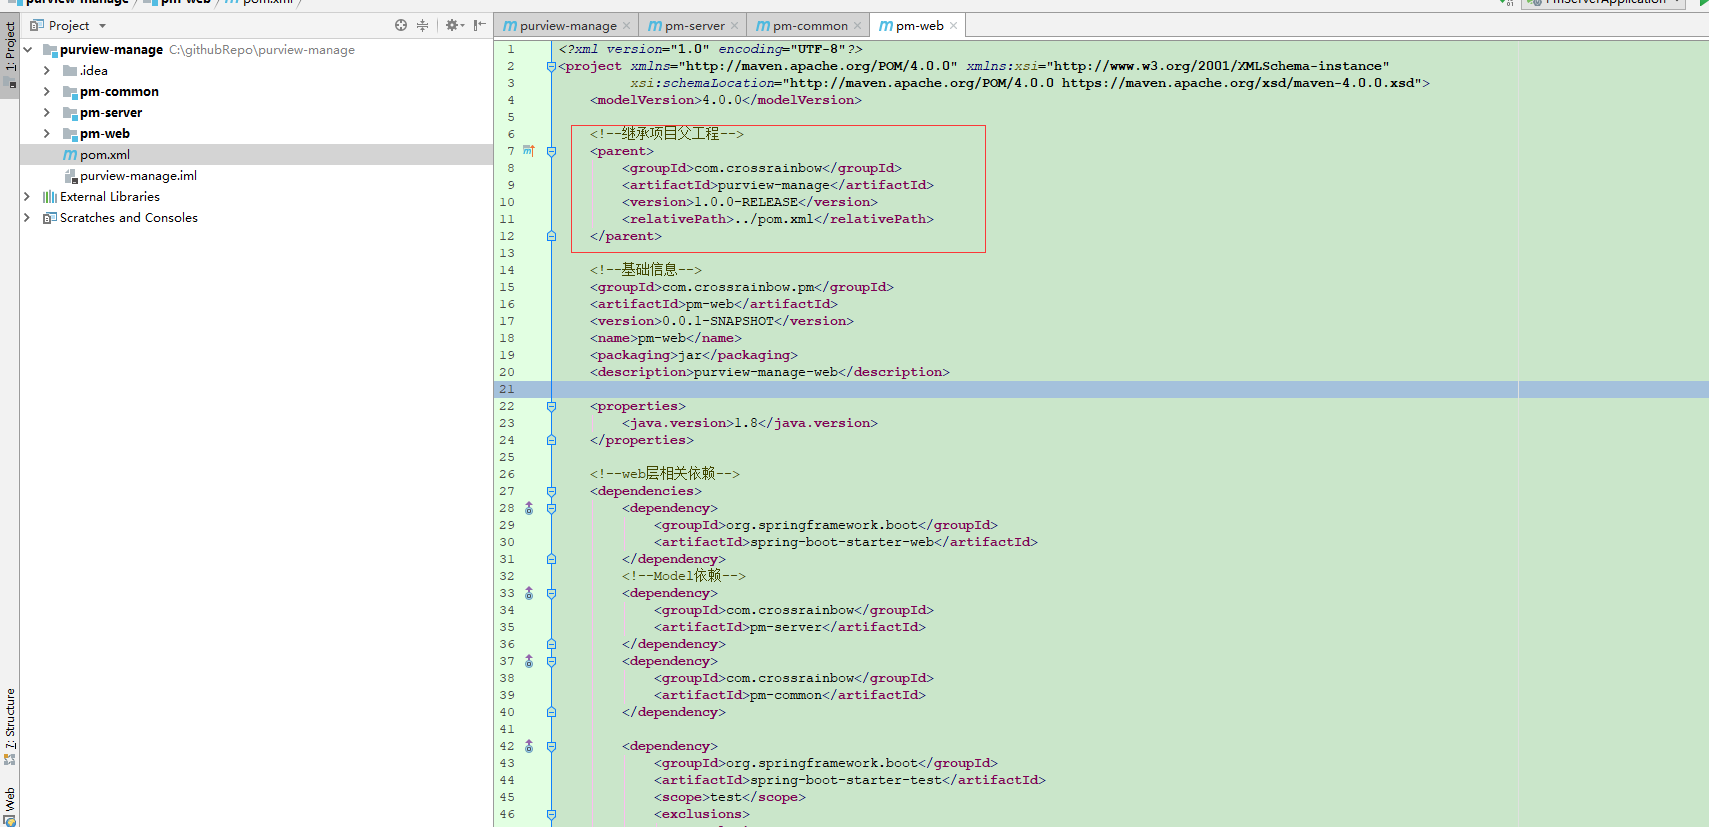 purview-manage pm-web pom.xml
PmServerApplication
Project
purview-manage
pm-server
pm-common
pm-web
1: Project
7: Structure
Web
purview-manage C:\githubRepo\purview-manage
.idea
pm-common
pm-server
pm-web
pom.xml
purview-manage.iml
External Libraries
Scratches and Consoles
1 <?xml version="1.0" encoding="UTF-8"?>
2 <project xmlns="http://maven.apache.org/POM/4.0.0" xmlns:xsi="http://www.w3.org/2001/XMLSchema-instance"
3 xsi:schemaLocation="http://maven.apache.org/POM/4.0.0 https://maven.apache.org/xsd/maven-4.0.0.xsd">
4 <modelVersion>4.0.0</modelVersion>
5
6 <!--继承项目父工程-->
7 <parent>
8 <groupId>com.crossrainbow</groupId>
9 <artifactId>purview-manage</artifactId>
10 <version>1.0.0-RELEASE</version>
11 <relativePath>../pom.xml</relativePath>
12 </parent>
13
14 <!--基础信息-->
15 <groupId>com.crossrainbow.pm</groupId>
16 <artifactId>pm-web</artifactId>
17 <version>0.0.1-SNAPSHOT</version>
18 <name>pm-web</name>
19 <packaging>jar</packaging>
20 <description>purview-manage-web</description>
21
22 <properties>
23 <java.version>1.8</java.version>
24 </properties>
25
26 <!--web层相关依赖-->
27 <dependencies>
28 <dependency>
29 <groupId>org.springframework.boot</groupId>
30 <artifactId>spring-boot-starter-web</artifactId>
31 </dependency>
32 <!--Model依赖-->
33 <dependency>
34 <groupId>com.crossrainbow</groupId>
35 <artifactId>pm-server</artifactId>
36 </dependency>
37 <dependency>
38 <groupId>com.crossrainbow</groupId>
39 <artifactId>pm-common</artifactId>
40 </dependency>
41
42 <dependency>
43 <groupId>org.springframework.boot</groupId>
44 <artifactId>spring-boot-starter-test</artifactId>
45 <scope>test</scope>
46 <exclusions>